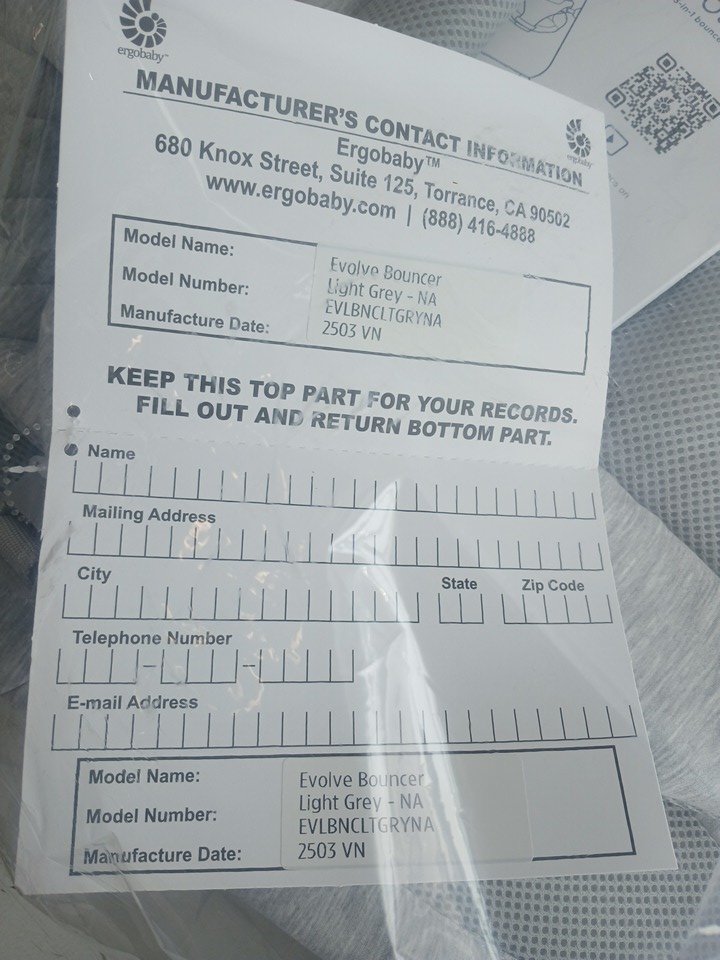 ergobaby™
MANUFACTURER'S CONTACT INFORMATION
ergobaby
Ergobaby™
680 Knox Street, Suite 125, Torrance, CA 90502
www.ergobaby.com | (888) 416-4888
Model Name: Evolve Bouncer
Light Grey - NA
Model Number: EVLBNCLTGRYNA
Manufacture Date: 2503 VN
KEEP THIS TOP PART FOR YOUR RECORDS.
FILL OUT AND RETURN BOTTOM PART.
Name
Mailing Address
City State Zip Code
Telephone Number
E-mail Address
Model Name: Evolve Bouncer
Light Grey - NA
Model Number: EVLBNCLTGRYNA
Manufacture Date: 2503 VN